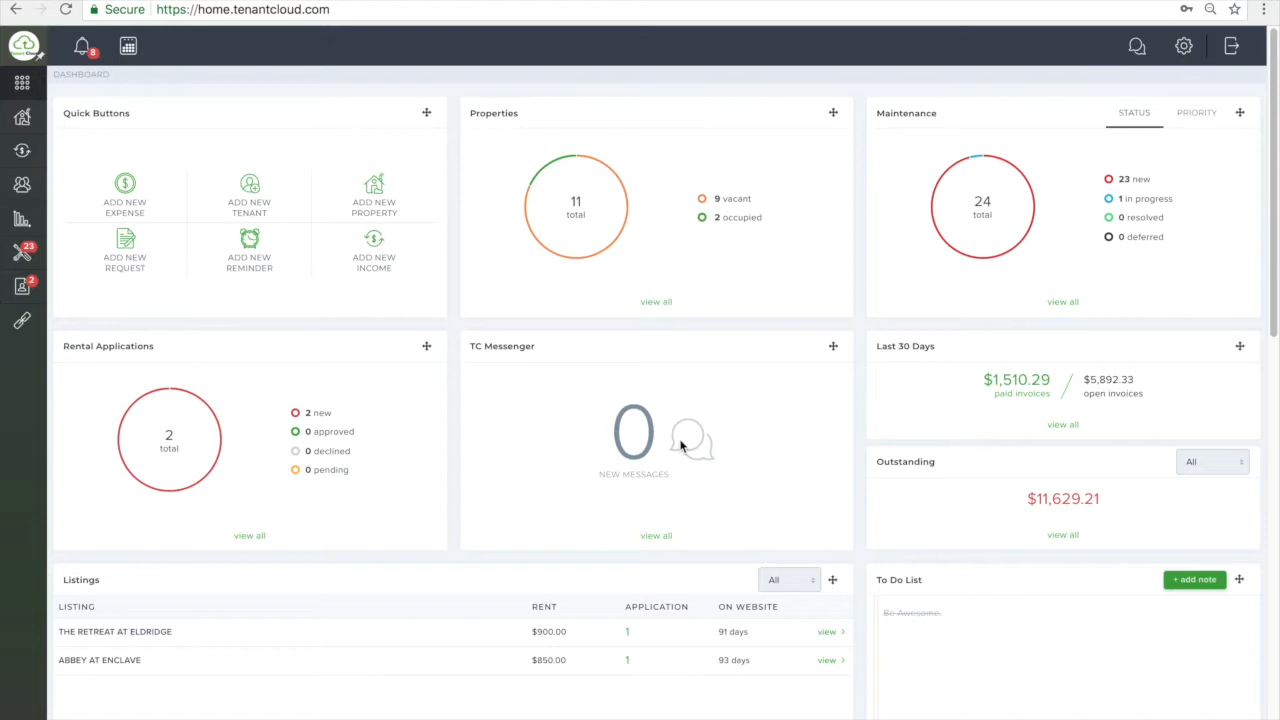 Secure https://home.tenantcloud.com
8
DASHBOARD
Quick Buttons
ADD NEW
EXPENSE
ADD NEW
TENANT
ADD NEW
PROPERTY
ADD NEW
REQUEST
ADD NEW
REMINDER
ADD NEW
INCOME
Properties
11
total
9 vacant
2 occupied
view all
Maintenance
STATUS
PRIORITY
24
total
23 new
1 in progress
0 resolved
0 deferred
view all
23
2
Rental Applications
2
total
2 new
0 approved
0 declined
0 pending
view all
TC Messenger
0
NEW MESSAGES
view all
Last 30 Days
$1,510.29
paid invoices
$5,892.33
open invoices
view all
Outstanding
All
$11,629.21
view all
Listings
All
LISTING RENT APPLICATION ON WEBSITE
THE RETREAT AT ELDRIDGE $900.00 1 91 days view >
ABBEY AT ENCLAVE $850.00 1 93 days view >
To Do List
+ add note
Be Awesome.